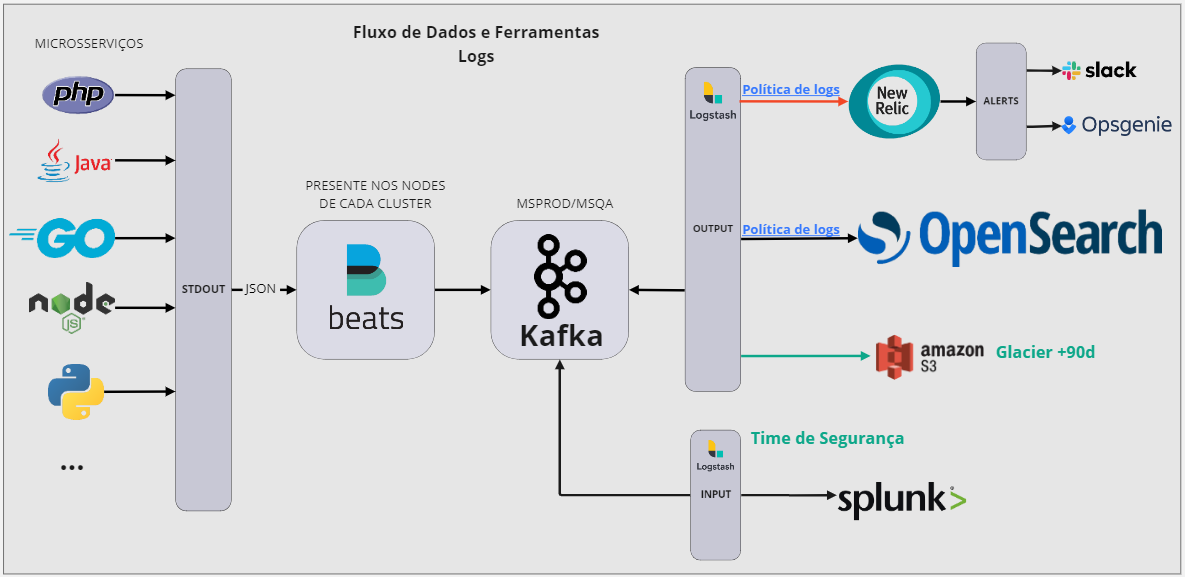 Fluxo de Dados e Ferramentas
Logs
MICROSSERVIÇOS
php
Java
GO
node
JS
...
STDOUT
JSON
PRESENTE NOS NODES
DE CADA CLUSTER
beats
MSPROD/MSQA
Kafka
Logstash
OUTPUT
Política de logs
New
Relic
ALERTS
slack
Opsgenie
Política de logs
OpenSearch
amazon
S3
Glacier +90d
Time de Segurança
Logstash
INPUT
splunk>